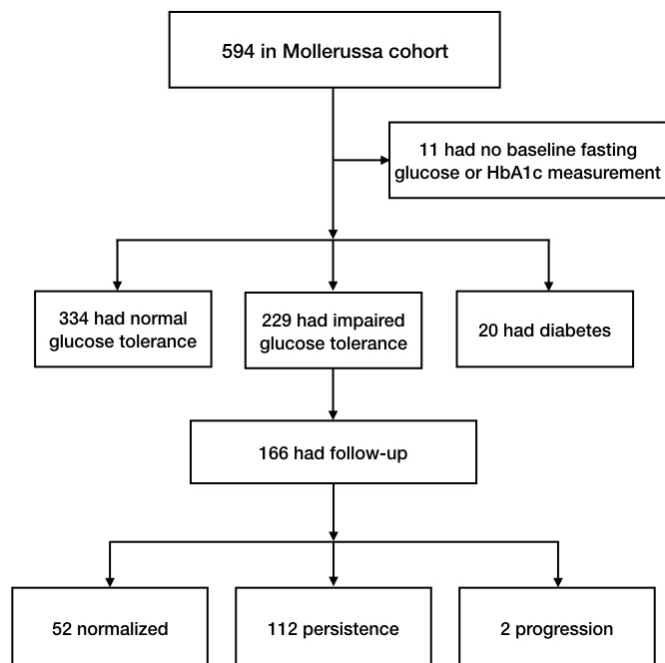 594 in Mollerussa cohort
11 had no baseline fasting
glucose or HbA1c measurement
334 had normal
glucose tolerance
229 had impaired
glucose tolerance
20 had diabetes
166 had follow-up
52 normalized
112 persistence
2 progression